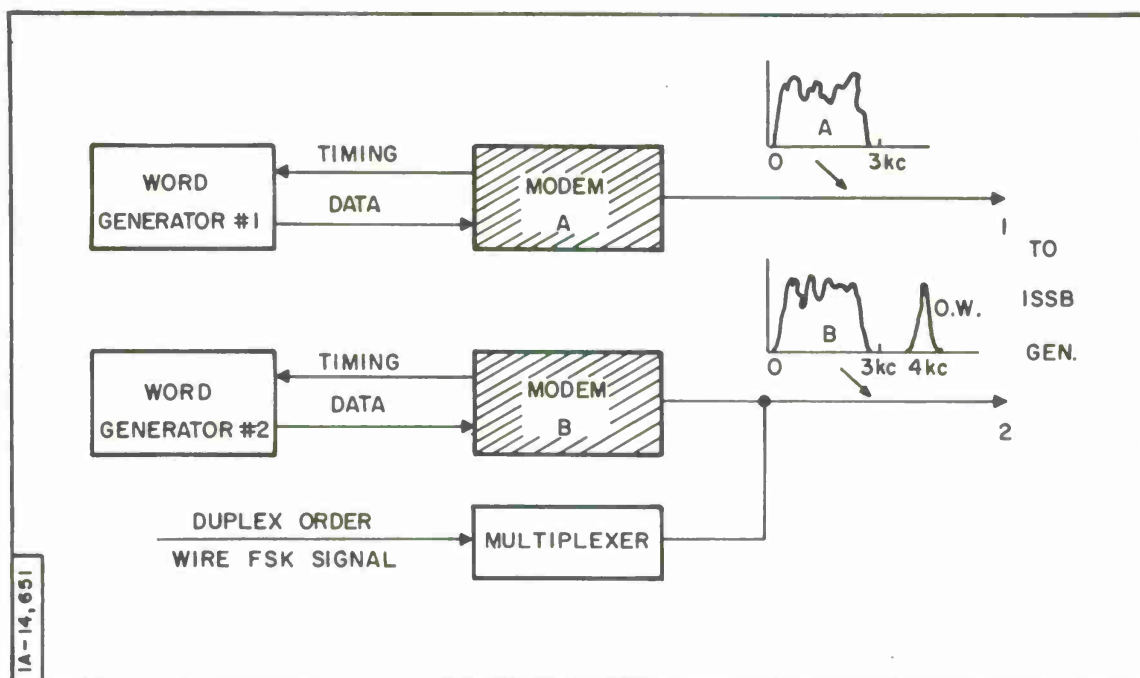 A
0
3kc
TIMING
WORD
GENERATOR #1
DATA
MODEM
A
1
TO
ISSB
GEN.
O.W.
B
0
3kc
4kc
TIMING
WORD
GENERATOR #2
DATA
MODEM
B
2
DUPLEX ORDER
WIRE FSK SIGNAL
MULTIPLEXER
IA-14,651